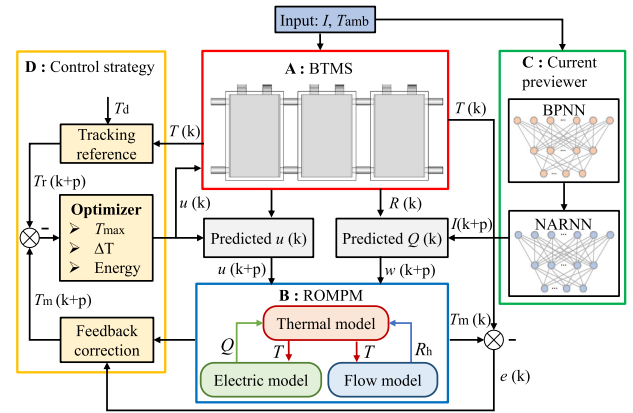 Input: I, Tamb
D : Control strategy
Td
Tracking
reference
T (k)
Tr (k+p)
Optimizer
➢ Tmax
➢ ΔT
➢ Energy
u (k)
Tm (k+p)
Feedback
correction
A : BTMS
T (k)
R (k)
Predicted u (k)
Predicted Q (k)
I(k+p)
u (k+p)
w (k+p)
B : ROMPM
Thermal model
Q
T
T
Rh
Electric model
Flow model
Tm (k)
e (k)
C : Current
previewer
BPNN
...
...
NARNN
...
...